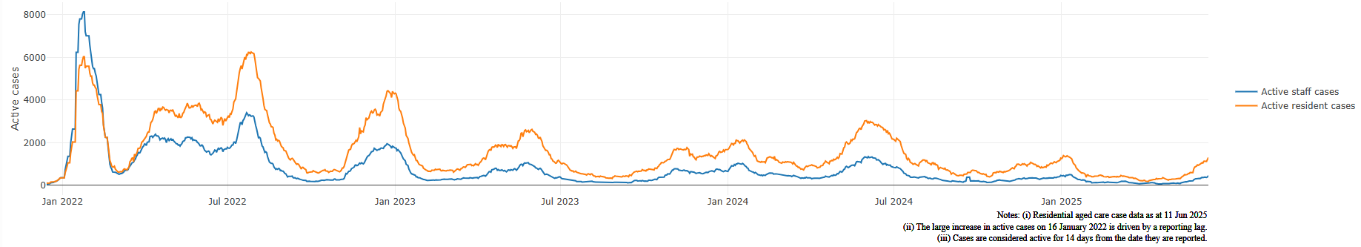 8000
6000
4000
2000
0
Active cases
Jan 2022
Jul 2022
Jan 2023
Jul 2023
Jan 2024
Jul 2024
Jan 2025
Active staff cases
Active resident cases
Notes: (i) Residential aged care case data as at 11 Jun 2025
(ii) The large increase in active cases on 16 January 2022 is driven by a reporting lag.
(iii) Cases are considered active for 14 days from the date they are reported.